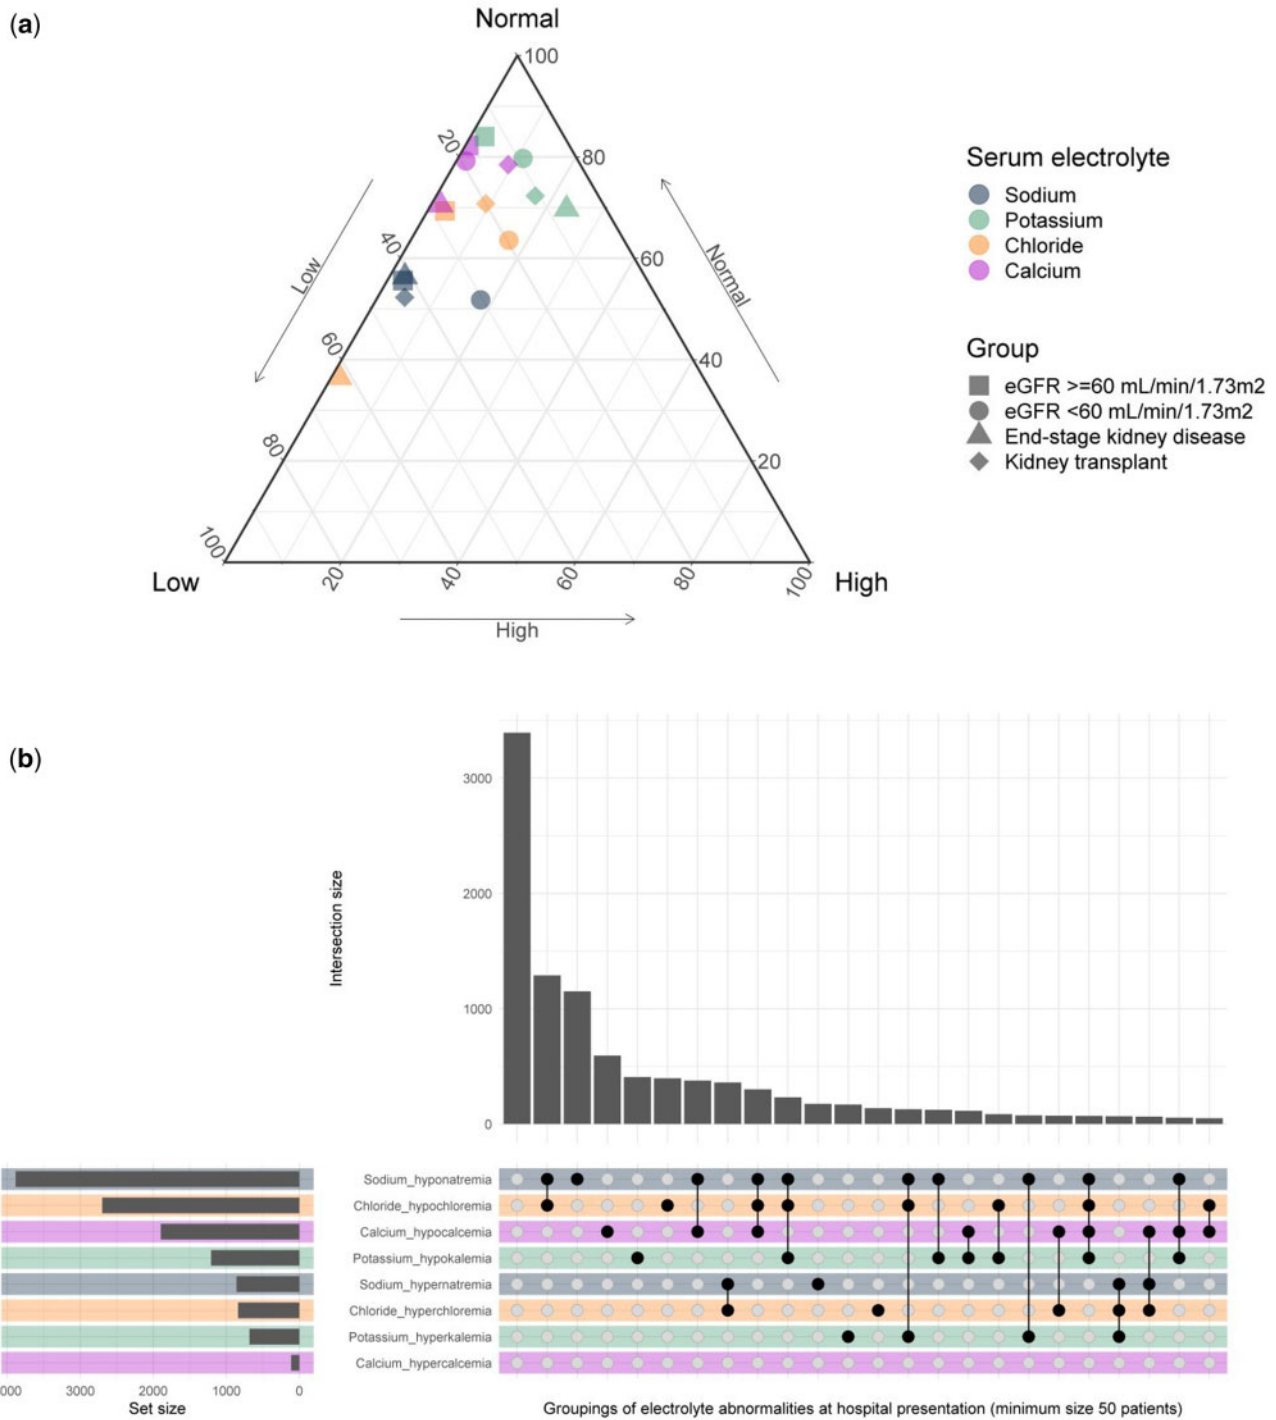 (a)
Normal
100
20
80
40
60
Low
Normal
60
40
80
20
100
Low
20
40
60
80
100
High
High
Serum electrolyte
Sodium
Potassium
Chloride
Calcium
Group
eGFR >=60 mL/min/1.73m2
eGFR <60 mL/min/1.73m2
End-stage kidney disease
Kidney transplant
(b)
Intersection size
3000
2000
1000
0
Sodium_hyponatremia
Chloride_hypochloremia
Calcium_hypocalcemia
Potassium_hypokalemia
Sodium_hypernatremia
Chloride_hyperchloremia
Potassium_hyperkalemia
Calcium_hypercalcemia
000 3000 2000 1000 0
Set size
Groupings of electrolyte abnormalities at hospital presentation (minimum size 50 patients)